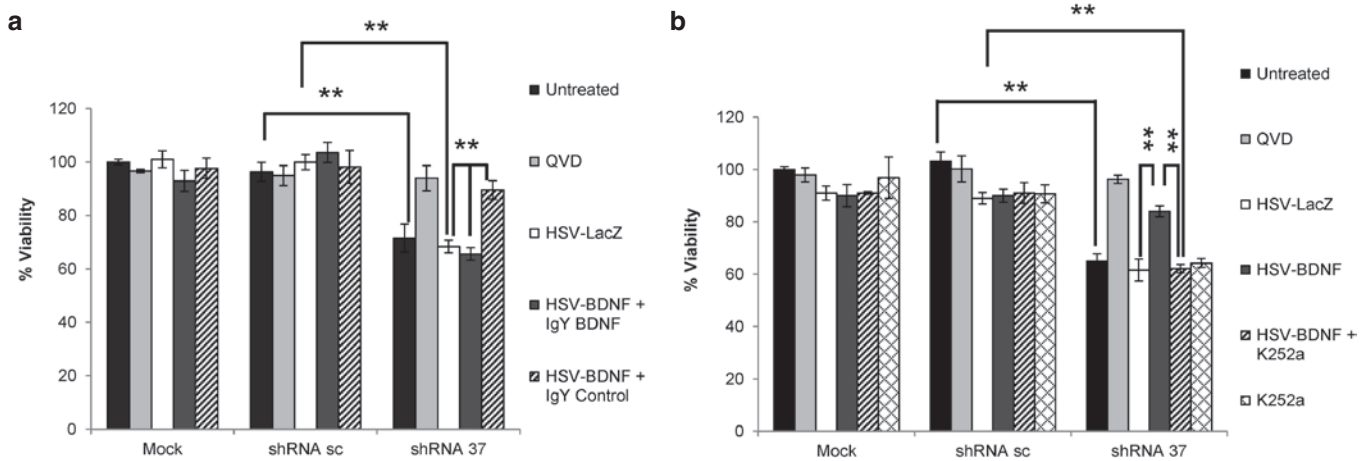 a
**
**
**
120
100
80
60
40
20
0
% Viability
Mock
shRNA sc
shRNA 37
Untreated
QVD
HSV-LacZ
HSV-BDNF +
IgY BDNF
HSV-BDNF +
IgY Control
b
**
**
**
**
120
100
80
60
40
20
0
% Viability
Mock
shRNA sc
shRNA 37
Untreated
QVD
HSV-LacZ
HSV-BDNF
HSV-BDNF +
K252a
K252a